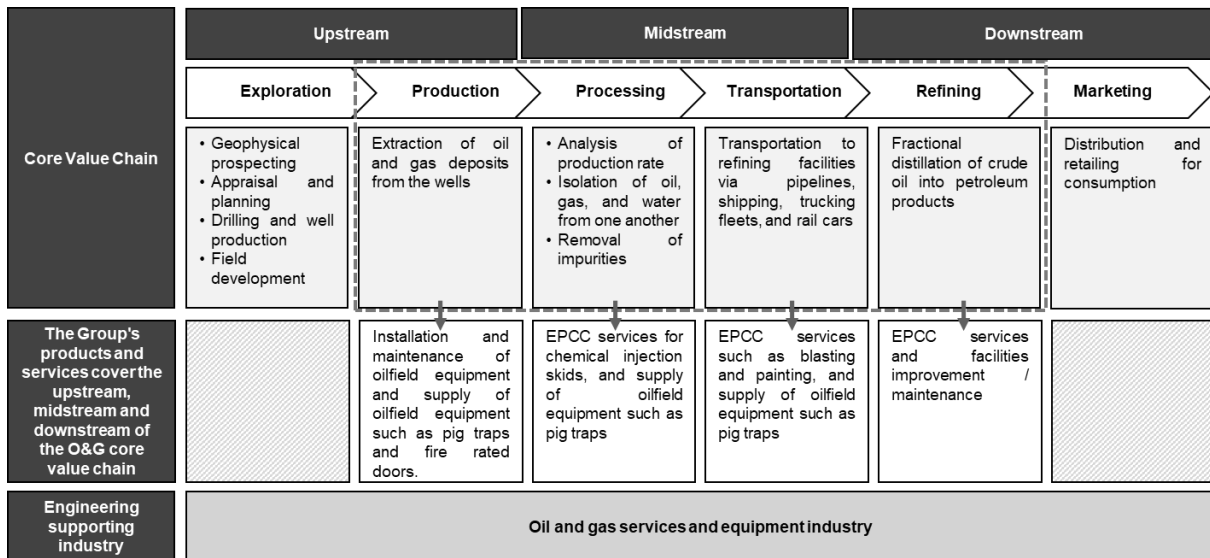 Upstream
Midstream
Downstream
Core Value Chain
Exploration
Production
Processing
Transportation
Refining
Marketing
• Geophysical
prospecting
• Appraisal and
planning
• Drilling and well
production
• Field
development
Extraction of oil
and gas deposits
from the wells
• Analysis of
production rate
• Isolation of oil,
gas, and water
from one another
• Removal of
impurities
Transportation to
refining facilities
via pipelines,
shipping, trucking
fleets, and rail cars
Fractional
distillation of crude
oil into petroleum
products
Distribution and
retailing for
consumption
The Group's
products and
services cover the
upstream,
midstream and
downstream of
the O&G core
value chain
Installation and
maintenance of
oilfield equipment
and supply of
oilfield equipment
such as pig traps
and fire rated
doors.
EPCC services for
chemical injection
skids, and supply
of oilfield
equipment such as
pig traps
EPCC services
such as blasting
and painting, and
supply of oilfield
equipment such as
pig traps
EPCC services
and facilities
improvement /
maintenance
Engineering
supporting
industry
Oil and gas services and equipment industry